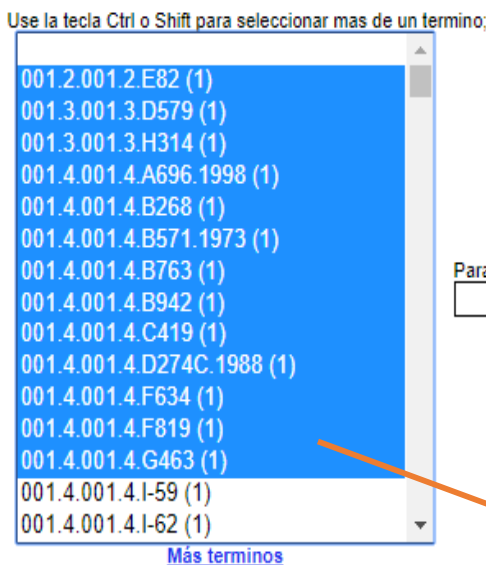 Use la tecla Ctrl o Shift para seleccionar mas de un termino;
001.2.001.2.E82 (1)
001.3.001.3.D579 (1)
001.3.001.3.H314 (1)
001.4.001.4.A696.1998 (1)
001.4.001.4.B268 (1)
001.4.001.4.B571.1973 (1)
001.4.001.4.B763 (1)
001.4.001.4.B942 (1)
001.4.001.4.C419 (1)
001.4.001.4.D274C.1988 (1)
001.4.001.4.F634 (1)
001.4.001.4.F819 (1)
001.4.001.4.G463 (1)
001.4.001.4.I-59 (1)
001.4.001.4.I-62 (1)
Más terminos
Para